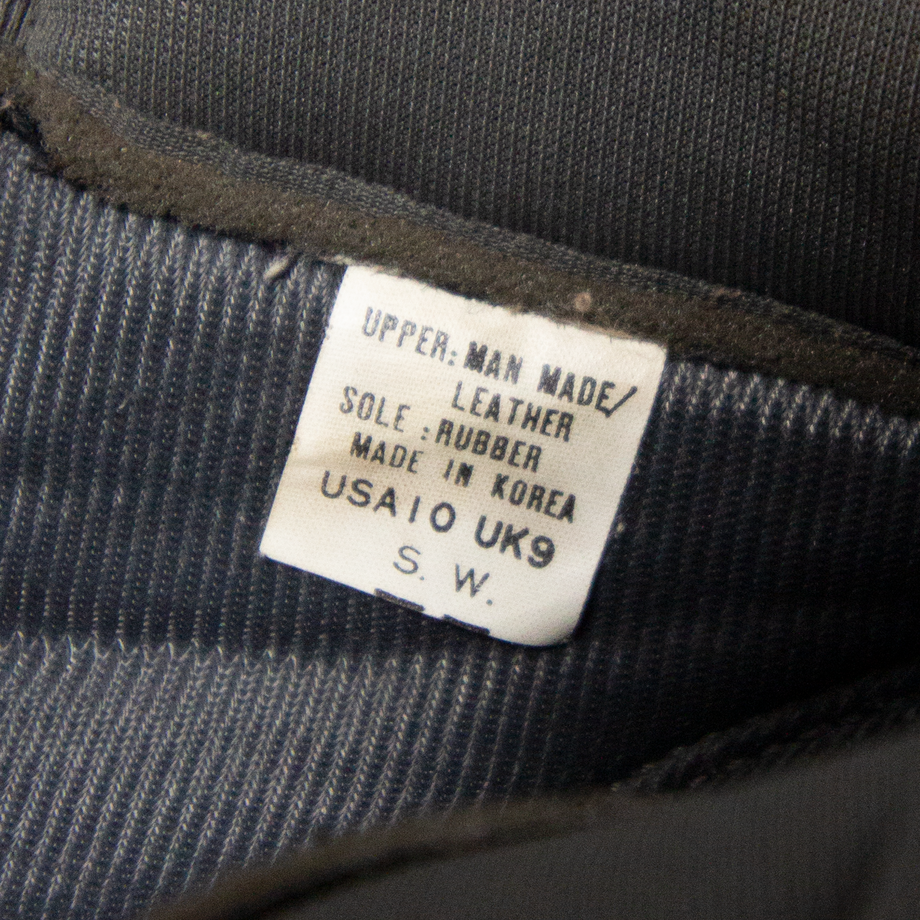 UPPER: MAN MADE/
LEATHER
SOLE : RUBBER
MADE IN KOREA
USA10 UK9
S. W.